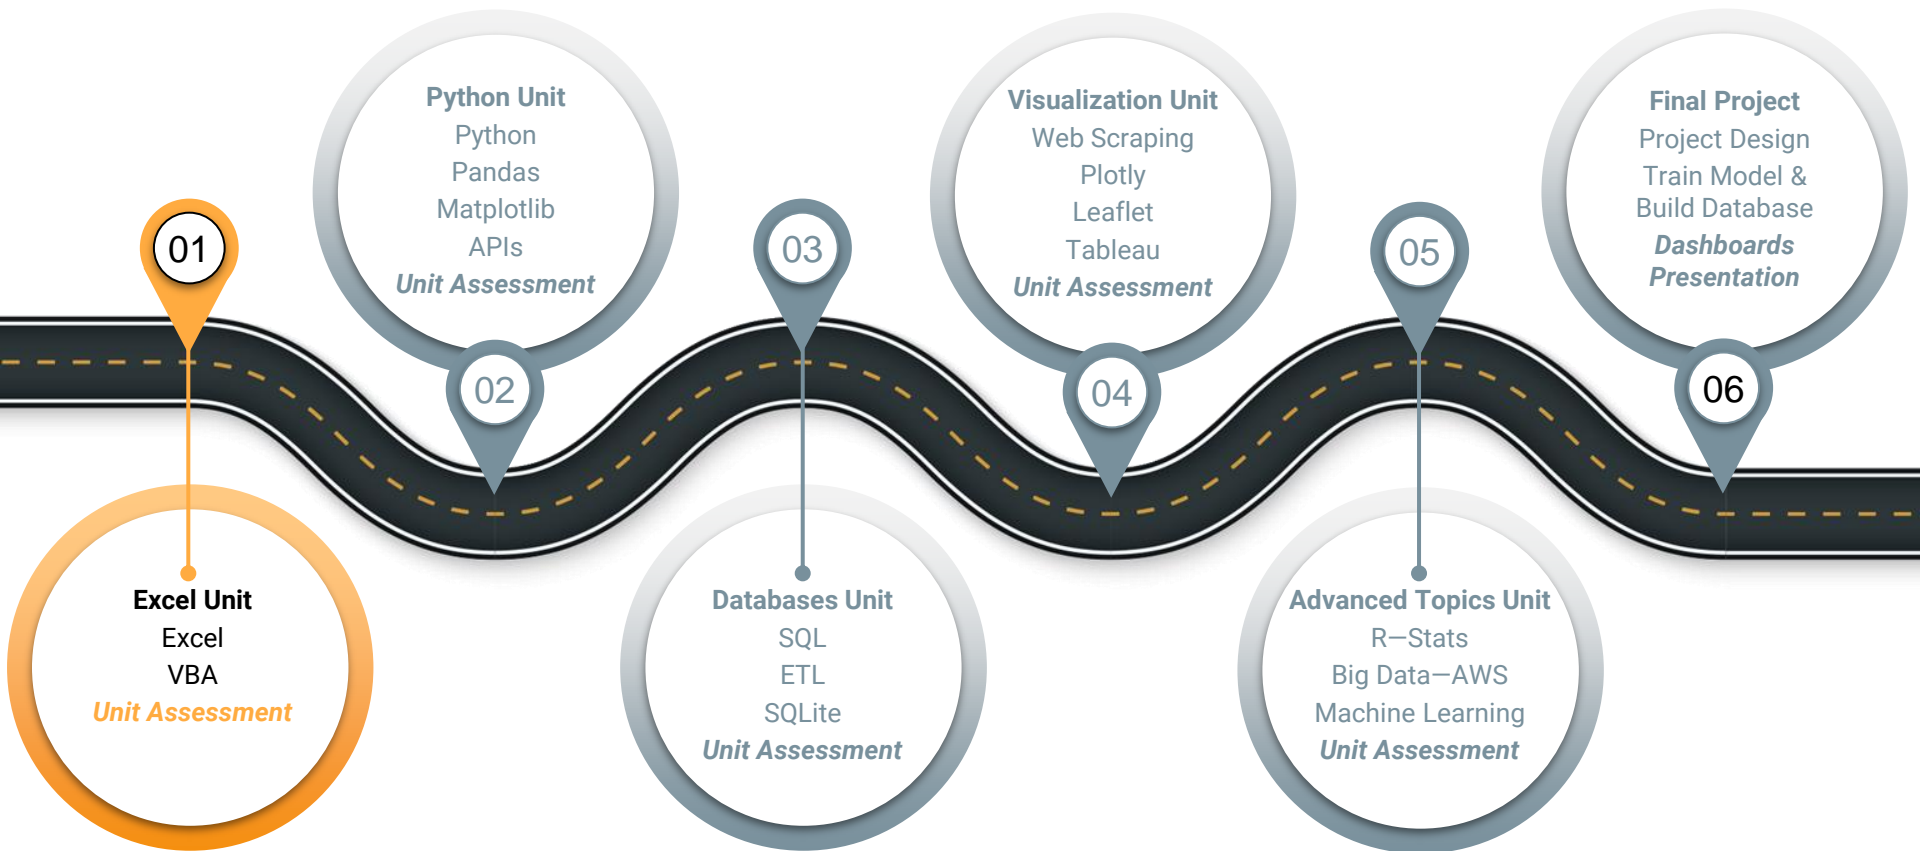 01
Excel Unit
Excel
VBA
Unit Assessment
Python Unit
Python
Pandas
Matplotlib
APIs
Unit Assessment
02
03
Databases Unit
SQL
ETL
SQLite
Unit Assessment
Visualization Unit
Web Scraping
Plotly
Leaflet
Tableau
Unit Assessment
04
05
Advanced Topics Unit
R—Stats
Big Data—AWS
Machine Learning
Unit Assessment
Final Project
Project Design
Train Model &
Build Database
Dashboards
Presentation
06